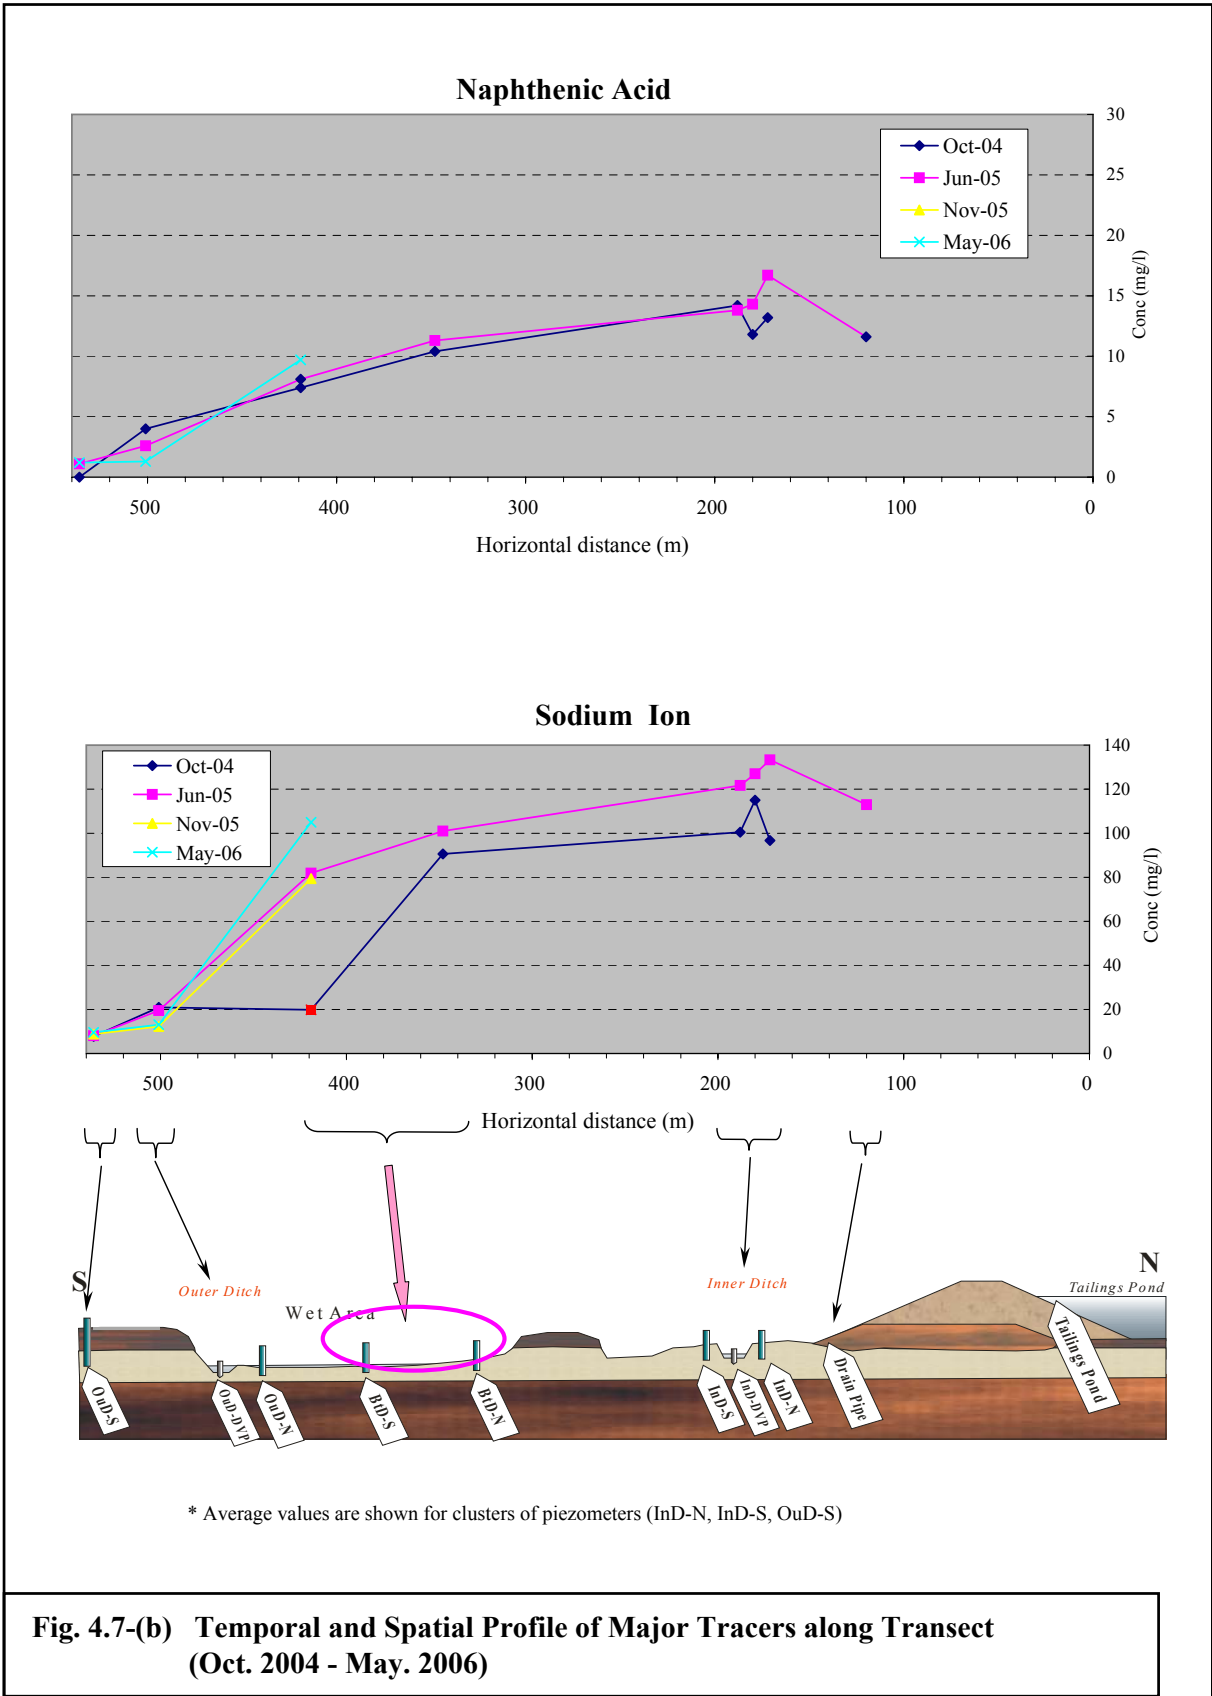 Naphthenic Acid
30
25
20
15
10
5
0
Conc (mg/l)
Oct-04
Jun-05
Nov-05
May-06
500 400 300 200 100 0
Horizontal distance (m)
Sodium Ion
140
120
100
80
60
40
20
0
Conc (mg/l)
Oct-04
Jun-05
Nov-05
May-06
500 400 300 200 100 0
Horizontal distance (m)
S
N
Outer Ditch
Inner Ditch
Tailings Pond
Wet Area
OuD-S
OuD-DVP
OuD-N
BtD-S
BtD-N
InD-S
InD-DVP
InD-N
Drain Pipe
Tailings Pond
* Average values are shown for clusters of piezometers (InD-N, InD-S, OuD-S)
Fig. 4.7-(b) Temporal and Spatial Profile of Major Tracers along Transect
(Oct. 2004 - May. 2006)